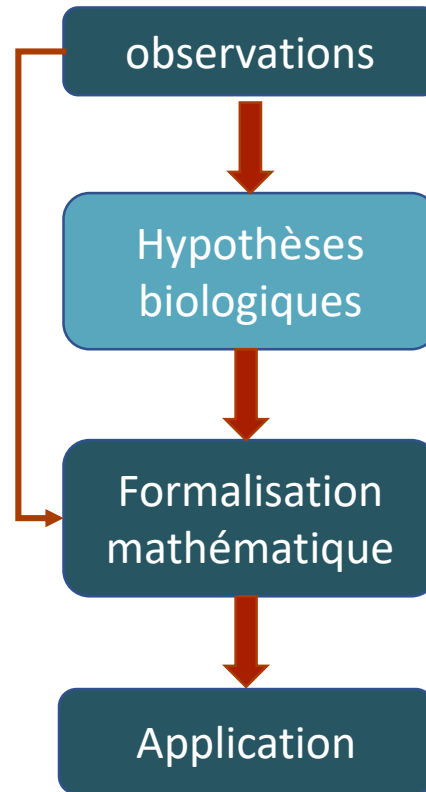 observations
Hypothèses
biologiques
Formalisation
mathématique
Application